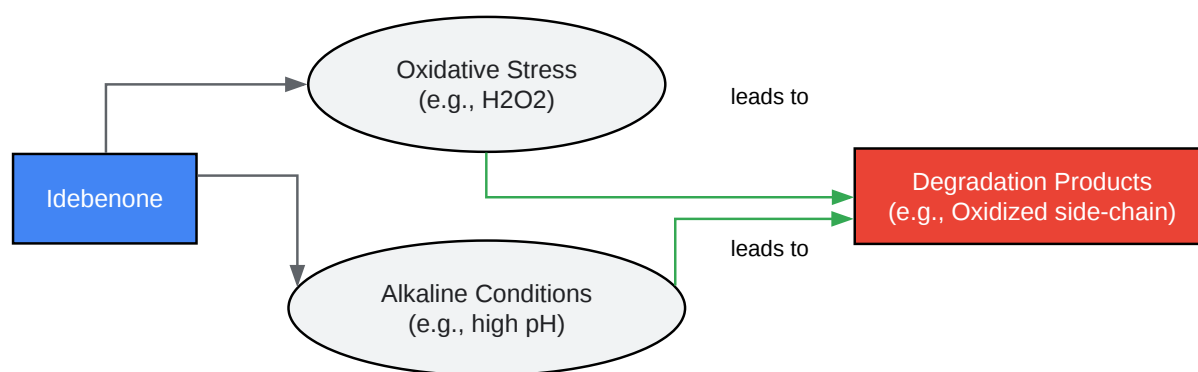 Idebenone
Oxidative Stress
(e.g., H2O2)
Alkaline Conditions
(e.g., high pH)
leads to
leads to
Degradation Products
(e.g., Oxidized side-chain)